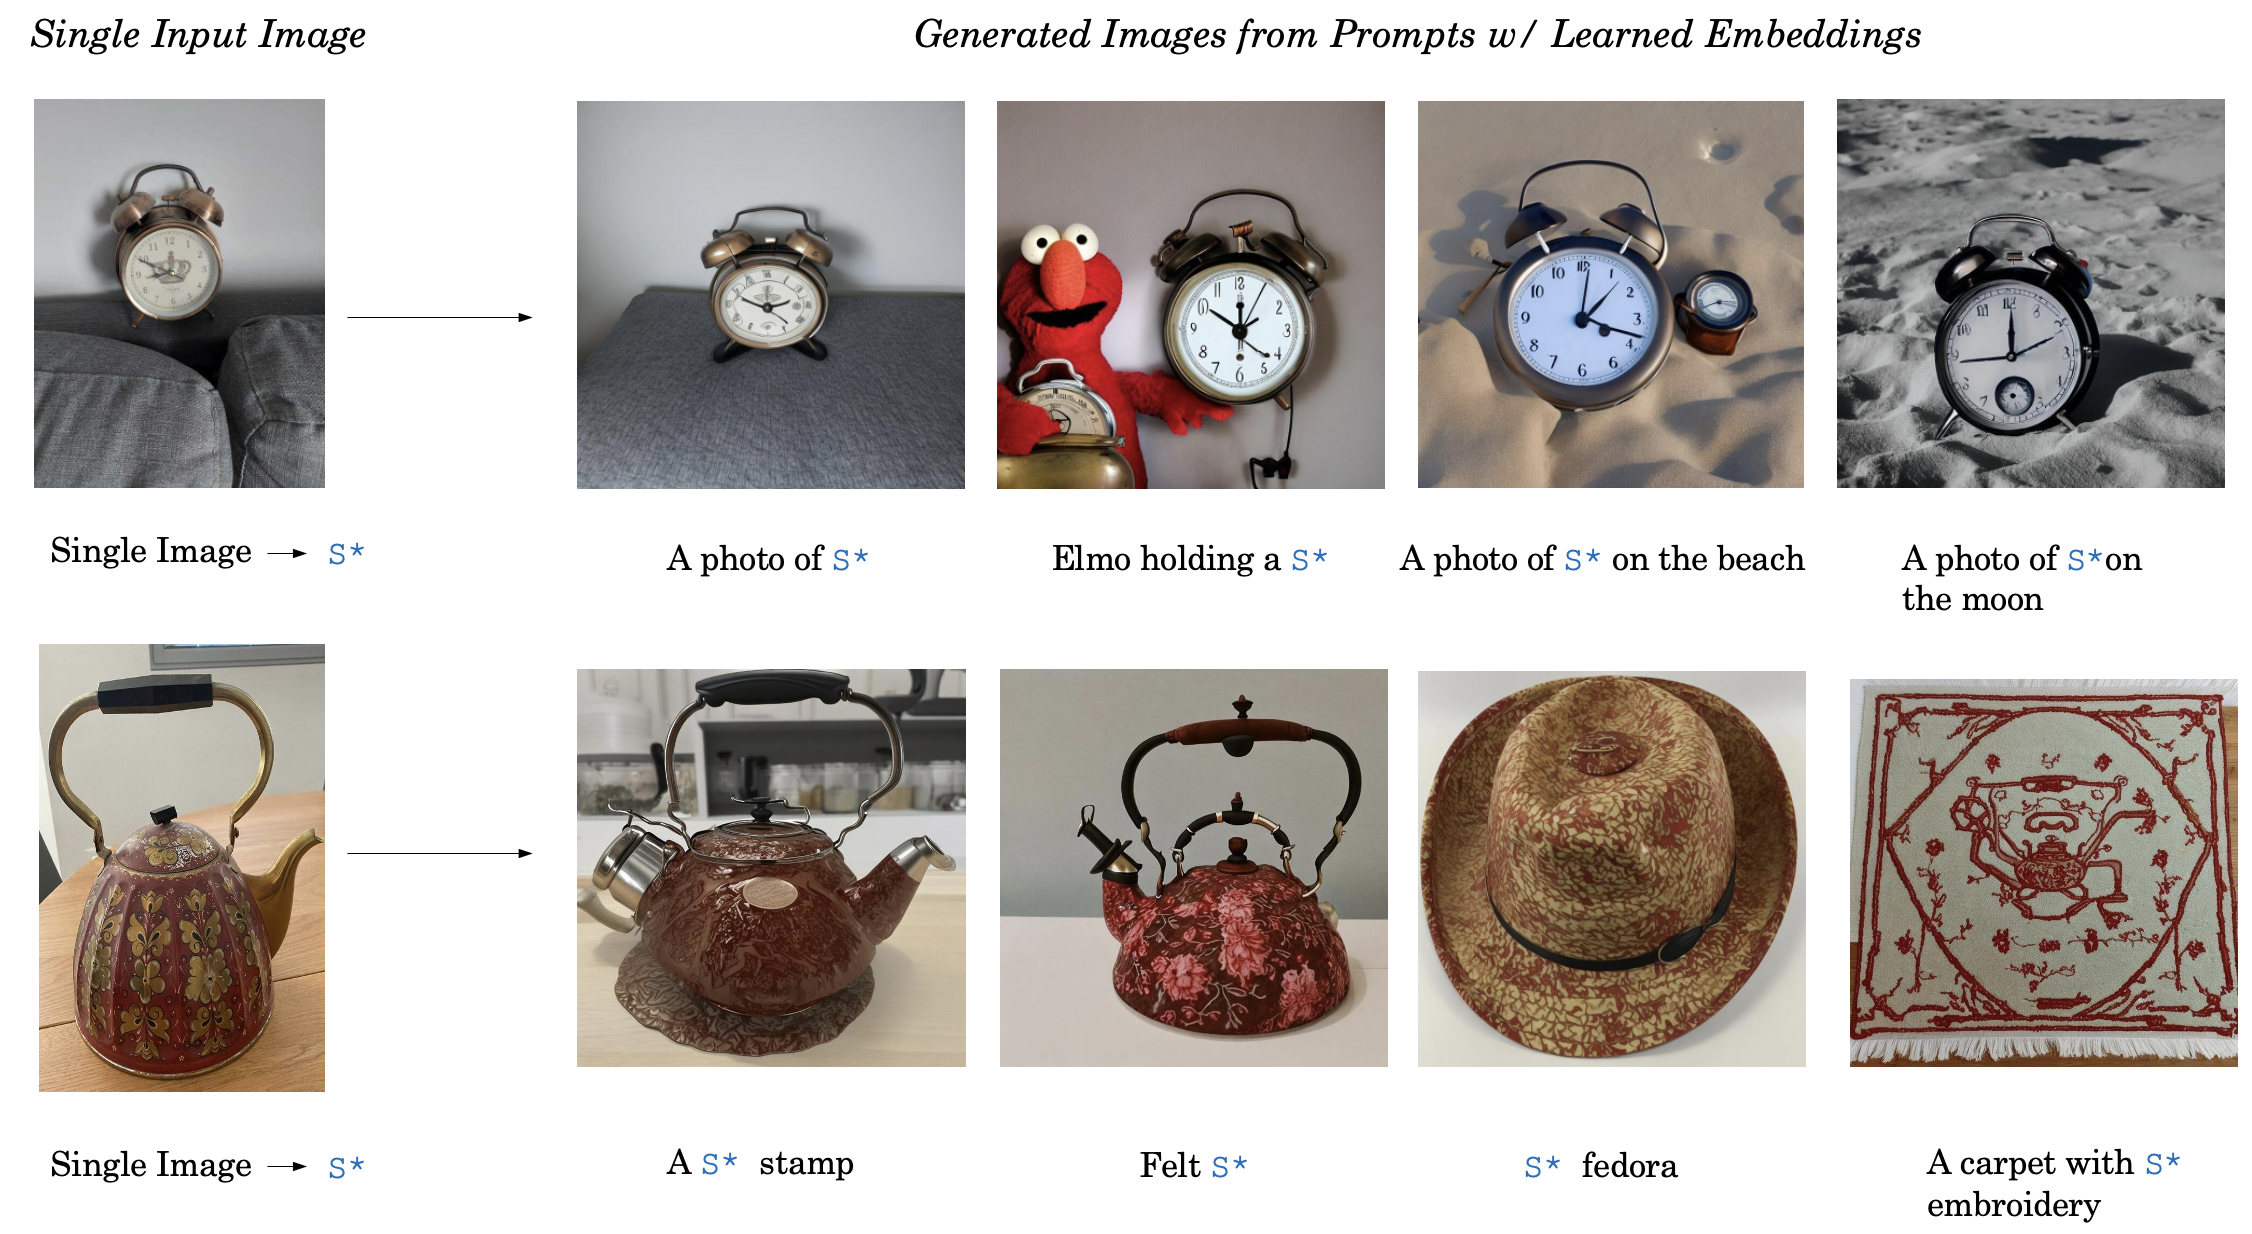 Single Input Image
Generated Images from Prompts w/ Learned Embeddings
Single Image → S*
A photo of S*
Elmo holding a S*
A photo of S* on the beach
A photo of S*on
the moon
Single Image → S*
A S* stamp
Felt S*
S* fedora
A carpet with S*
embroidery